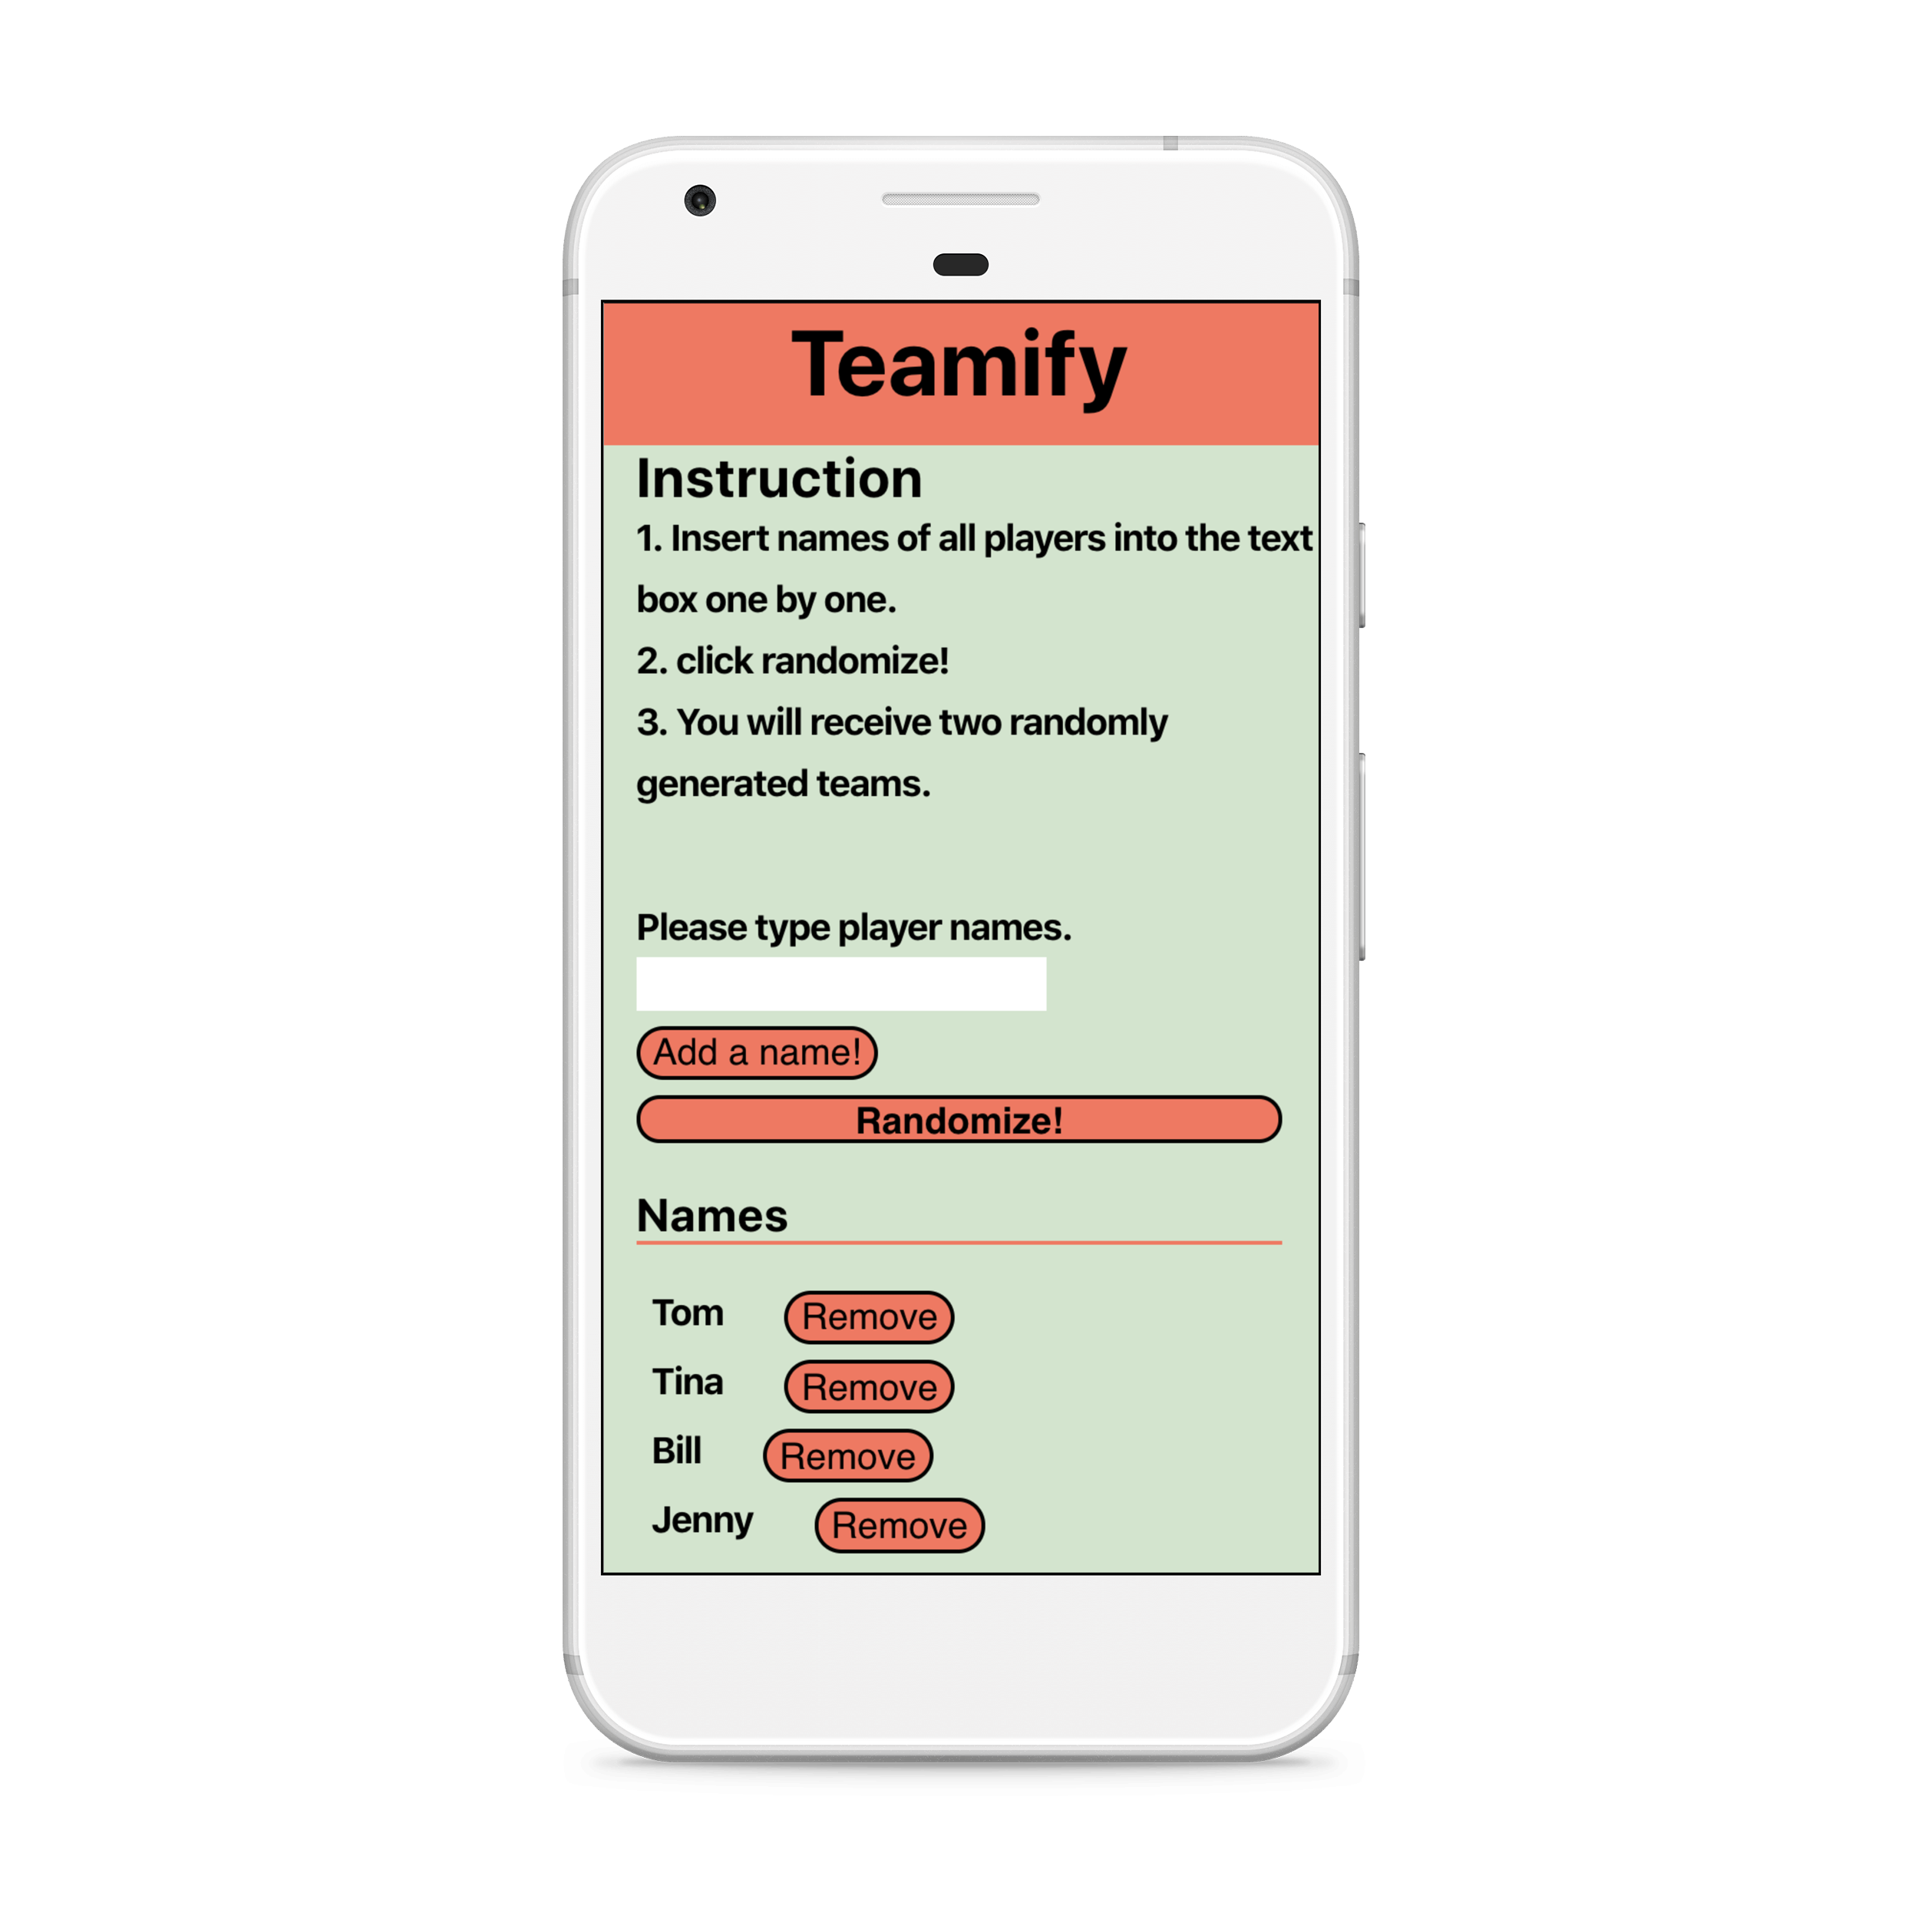 Teamify
Instruction
1. Insert names of all players into the text
box one by one.
2. click randomize!
3. You will receive two randomly
generated teams.
Please type player names.
Add a name!
Randomize!
Names
Tom Remove
Tina Remove
Bill Remove
Jenny Remove